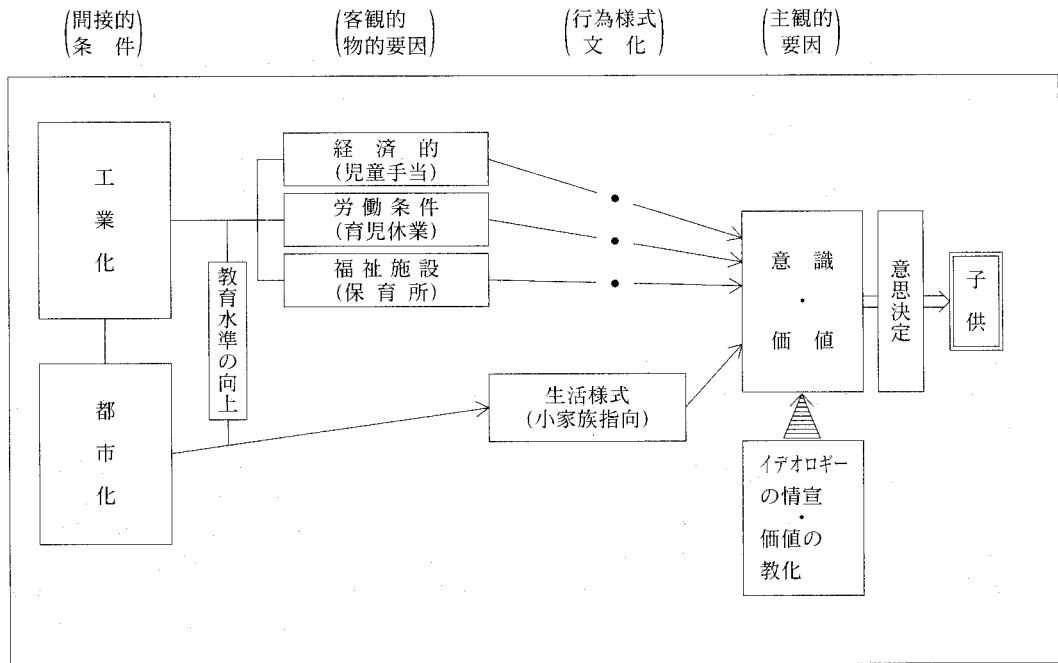 間接的
条件
客観的
物的要因
行為様式
文化
主観的
要因
工業化
経済的
(児童手当)
労働条件
(育児休業)
福祉施設
(保育所)
教育水準の向上
都市化
生活様式
(小家族指向)
意識
・
価値
意思決定
子供
イデオロギー
の情宣
・
価値の
教化